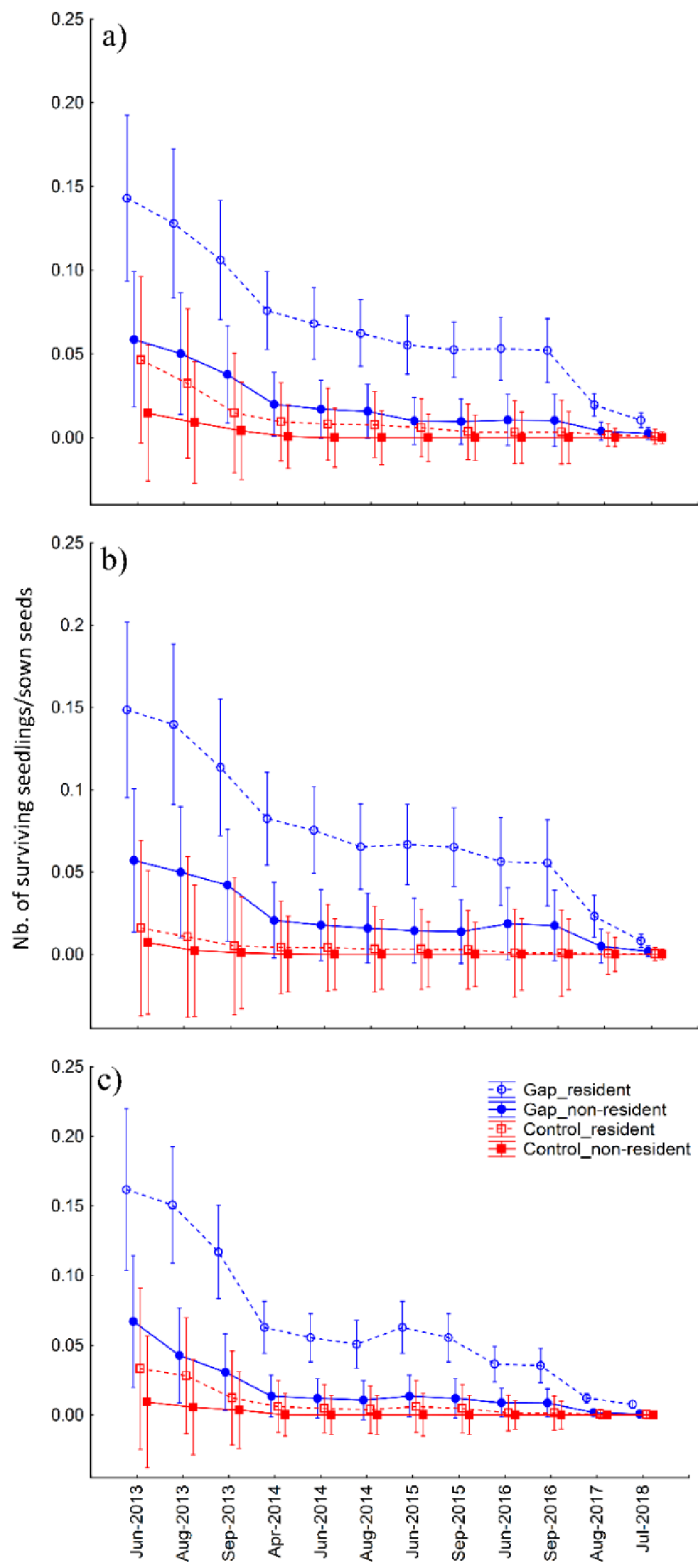 a)
0.25
0.20
0.15
0.10
0.05
0.00
b)
0.25
0.2
0.15
0.1
0.05
0.00
Nb. of surviving seedlings/sown seeds
c)
0.25
0.20
0.15
0.10
0.05
0.00
Gap_resident
Gap_non-resident
Control_resident
Control_non-resident
Jun-2013
Aug-2013
Sep-2013
Apr-2014
Jun-2014
Aug-2014
Jun-2015
Sep-2015
Jun-2016
Sep-2016
Aug-2017
Jul-2018